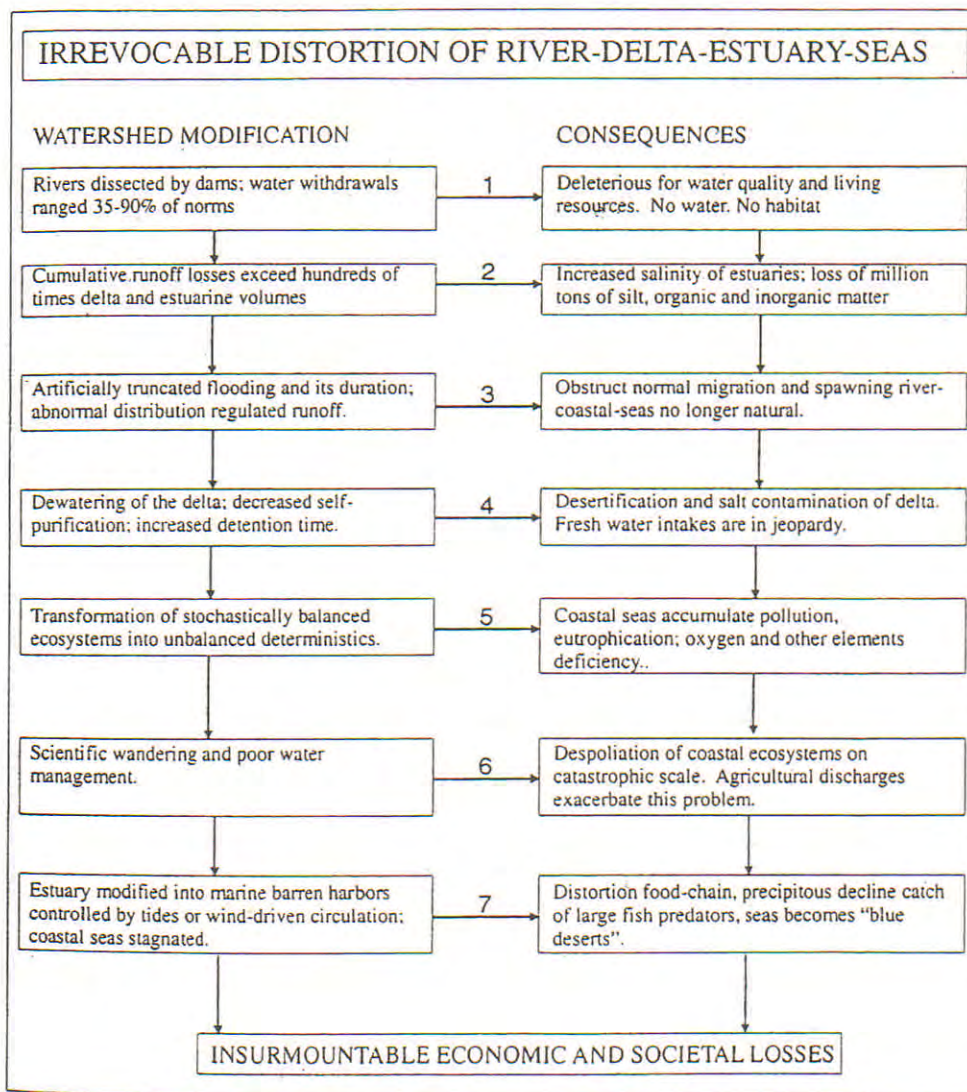 IRREVOCABLE DISTORTION OF RIVER-DELTA-ESTUARY-SEAS
WATERSHED MODIFICATION
CONSEQUENCES
Rivers dissected by dams; water withdrawals
ranged 35-90% of norms
1
Deleterious for water quality and living
resources. No water. No habitat
Cumulative runoff losses exceed hundreds of
times delta and estuarine volumes
2
Increased salinity of estuaries; loss of million
tons of silt, organic and inorganic matter
Artificially truncated flooding and its duration;
abnormal distribution regulated runoff.
3
Obstruct normal migration and spawning river-
coastal-seas no longer natural.
Dewatering of the delta; decreased self-
purification; increased detention time.
4
Desertification and salt contamination of delta.
Fresh water intakes are in jeopardy.
Transformation of stochastically balanced
ecosystems into unbalanced deterministics.
5
Coastal seas accumulate pollution,
eutrophication; oxygen and other elements
deficiency..
Scientific wandering and poor water
management.
6
Despoliation of coastal ecosystems on
catastrophic scale. Agricultural discharges
exacerbate this problem.
Estuary modified into marine barren harbors
controlled by tides or wind-driven circulation;
coastal seas stagnated.
7
Distortion food-chain, precipitous decline catch
of large fish predators, seas becomes "blue
deserts".
INSURMOUNTABLE ECONOMIC AND SOCIETAL LOSSES